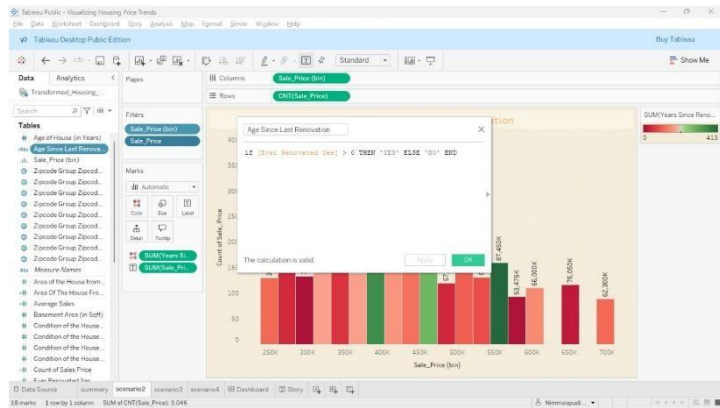 Tableau Public - Visualizing Housing Price Trends
File Data Worksheet Dashboard Story Analysis Map Format Server Window Help
Tableau Desktop Public Edition
Buy Tableau
Standard
Show Me
Data Analytics
Pages
Columns
Sale_Price (bin)
Transformed_Housing_...
Rows
CNT(Sale_Price)
Search
Tables
Filters
Sale_Price (bin)
Sale_Price
Age of House (in Years)
Age Since Last Renova...
Sale_Price (bin)
Zipcode Group Zipcod...
Zipcode Group Zipcod...
Zipcode Group Zipcod...
Zipcode Group Zipcod...
Zipcode Group Zipcod...
Zipcode Group Zipcod...
Zipcode Group Zipcod...
Zipcode Group Zipcod...
Measure Names
Area of the House from...
Area Of The House Fro...
Average Sales
Basement Area (in Sqft)
Condition of the House...
Condition of the House...
Condition of the House...
Condition of the House...
Count of Sales Price
Ever Renovated Yes
Marks
Automatic
Color Size Label
Detail Tooltip
SUM(Years Si...
SUM(Sale_Pri...
Age Since Last Renovation
if [Ever Renovated Yes] > 0 THEN 'YES' ELSE 'NO' END
The calculation is valid.
Apply OK
SUM(Years Since Reno...
0 413
Count of Sale_Price
100
50
0
87,450K
53,475K
66,000K
76,050K
62,300K
250K 300K 350K 400K 450K 500K 550K 600K 650K 700K
Sale_Price (bin)
Data Source summary scenario2 scenario3 scenario4 Dashboard Story
18 marks 1 row by 1 column SUM of CNT(Sale_Price): 3,046